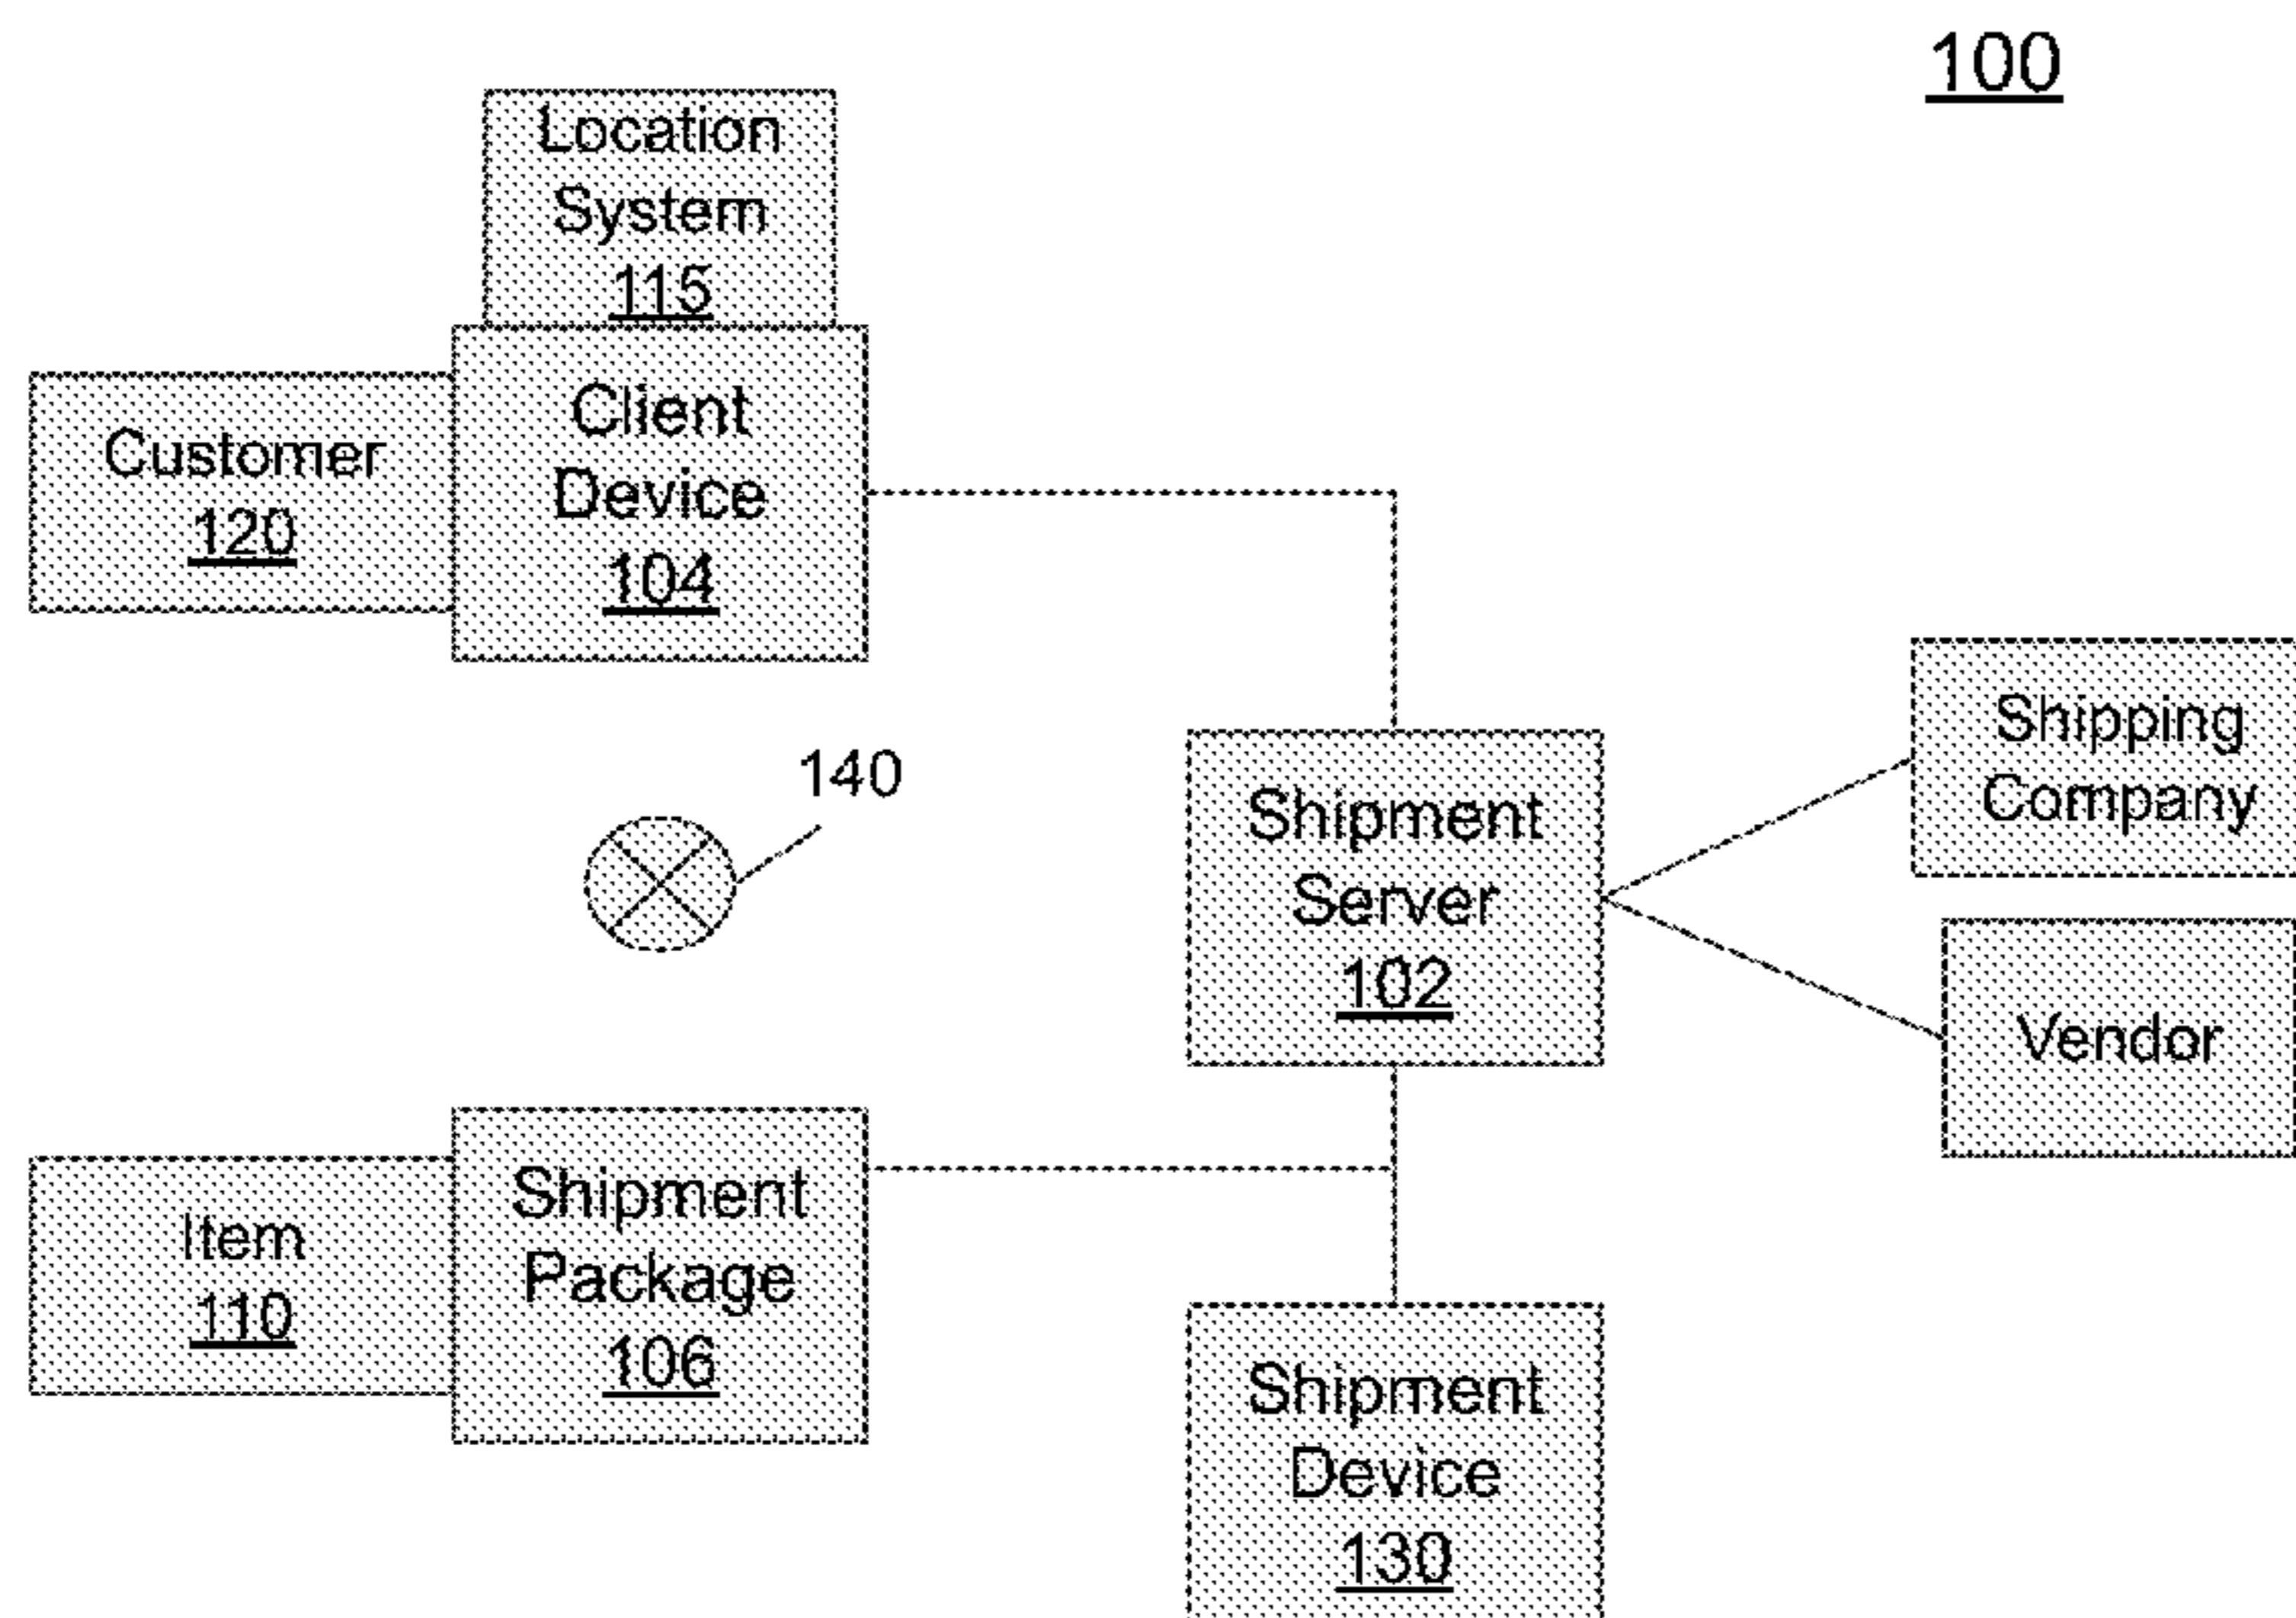 100
Location
System
115
Client
Device
104
Customer
120
140
Shipment
Server
102
Shipping
Company
Vendor
Item
110
Shipment
Package
106
Shipment
Device
130